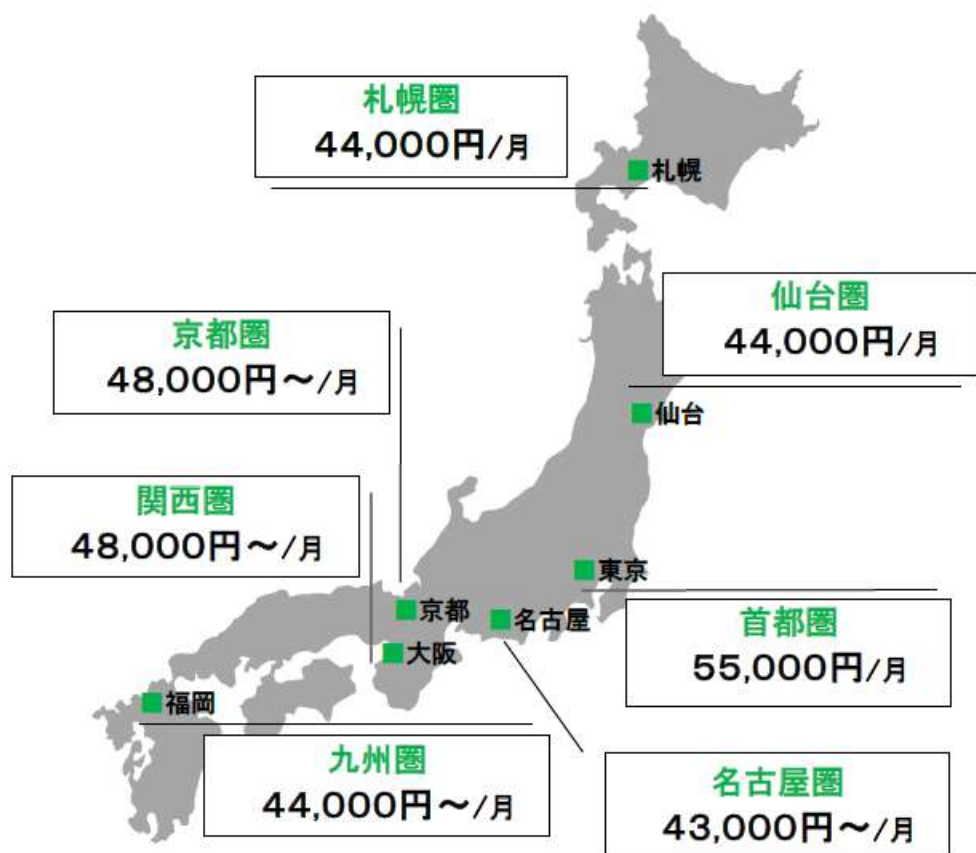 札幌圏
44,000円/月
札幌
仙台圏
44,000円/月
仙台
京都圏
48,000円～/月
関西圏
48,000円～/月
東京
京都
名古屋
大阪
首都圏
55,000円/月
福岡
九州圏
44,000円～/月
名古屋圏
43,000円～/月